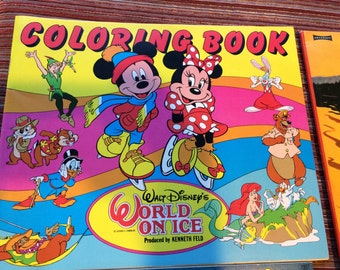 COLORING BOOK
WALT DISNEY'S
WORLD
ON ICE
Produced by KENNETH FELD